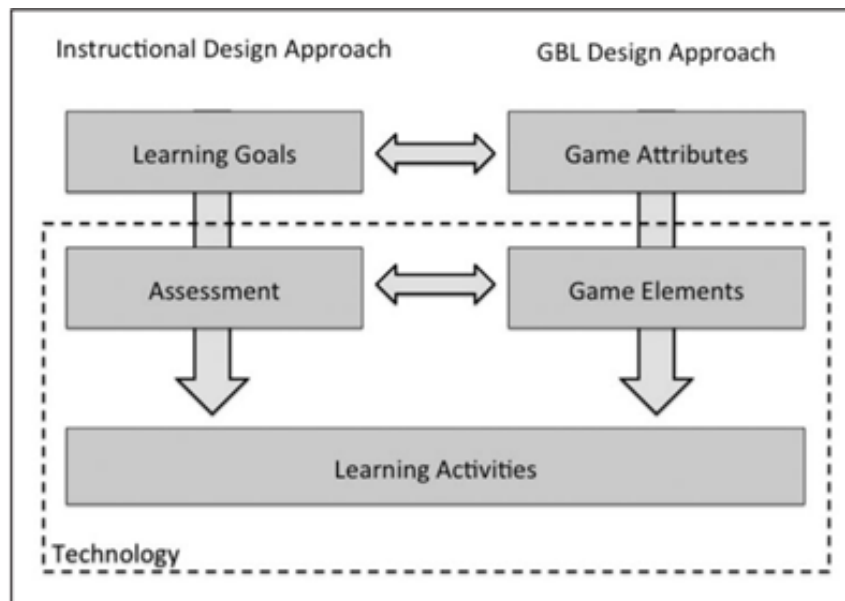 Instructional Design Approach
GBL Design Approach
Learning Goals
Game Attributes
Assessment
Game Elements
Learning Activities
Technology